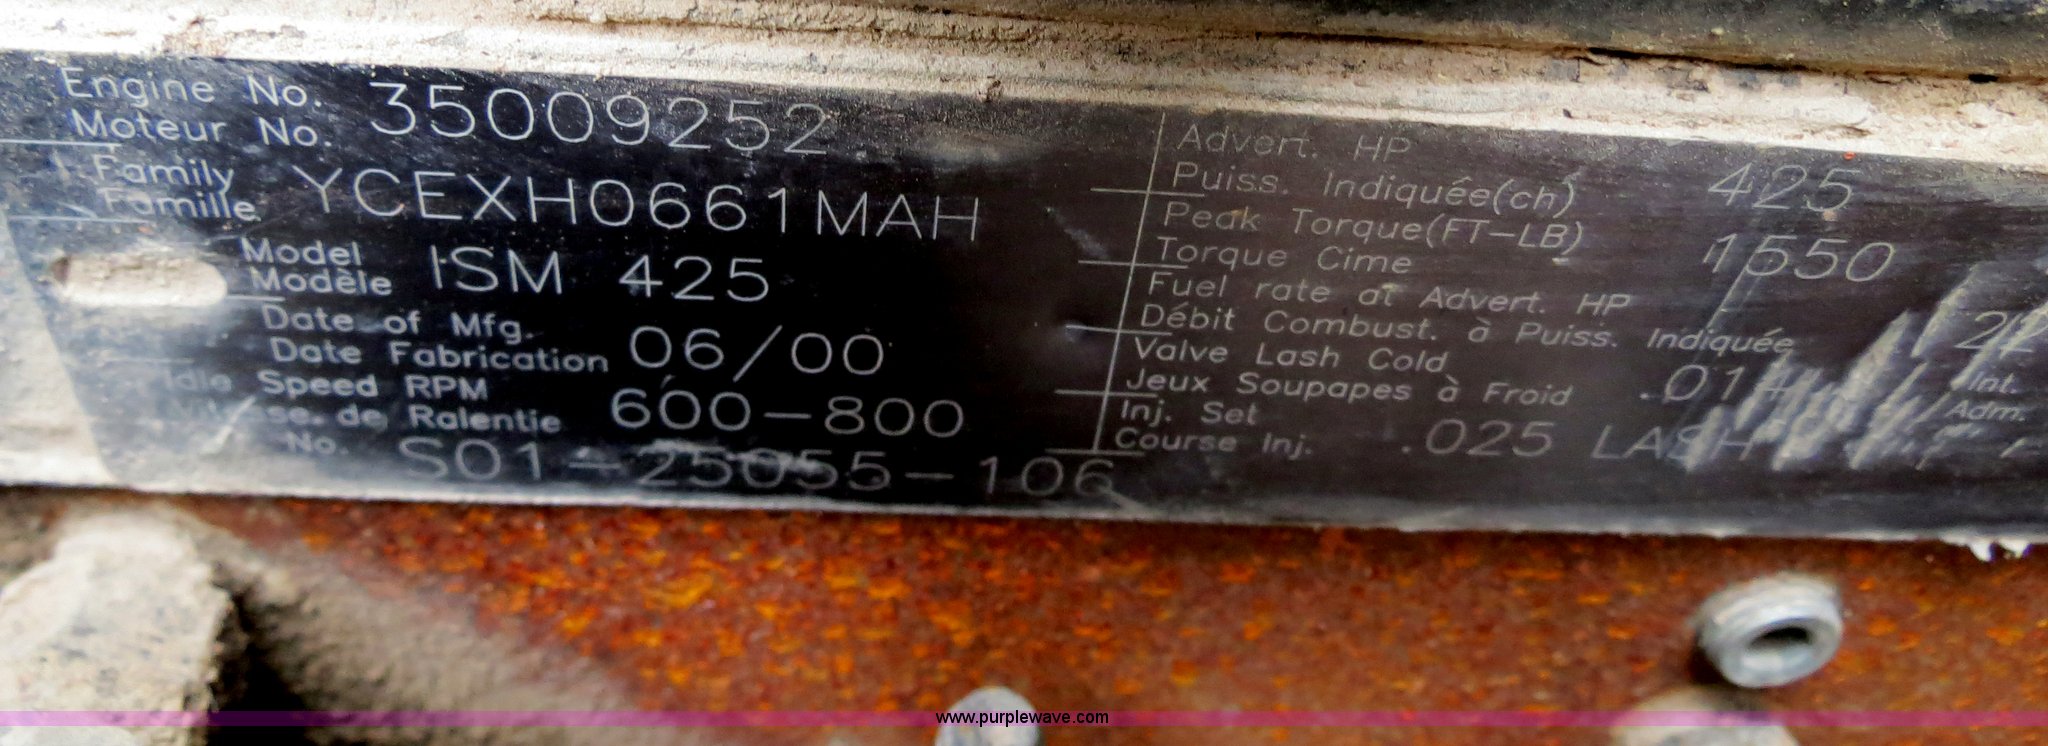 Engine No. 35009252
Moteur No.
Family YCEXH0661MAH
Famille
Model ISM 425
Modèle
Date of Mfg. 06/00
Date Fabrication
Idle Speed RPM 600-800
de Ralentie
No. S01-25055-106
Advert. HP 425
Puiss. Indiquée(ch)
Peak Torque(FT-LB) 1550
Torque Cime
Fuel rate at Advert. HP
Débit Combust. à Puiss. Indiquée
Valve Lash Cold .014 Int.
Jeux Soupapes à Froid Adm.
Inj. Set .025 LASH
Course Inj.
www.purplewave.com